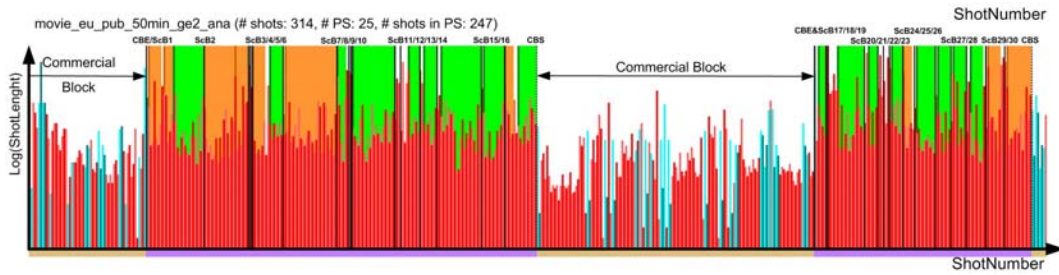 movie_eu_pub_50min_ge2_ana (# shots: 314, # PS: 25, # shots in PS: 247)
ShotNumber
CBE/ScB1 ScB2 ScB3/4/5/6 ScB7/8/9/10 ScB11/12/13/14 ScB15/16 CBS CBE&ScB17/18/19 ScB20/21/22/23 ScB24/25/26 ScB27/28 ScB29/30 CBS
Commercial
Block
Commercial Block
Log(ShotLenght)
ShotNumber